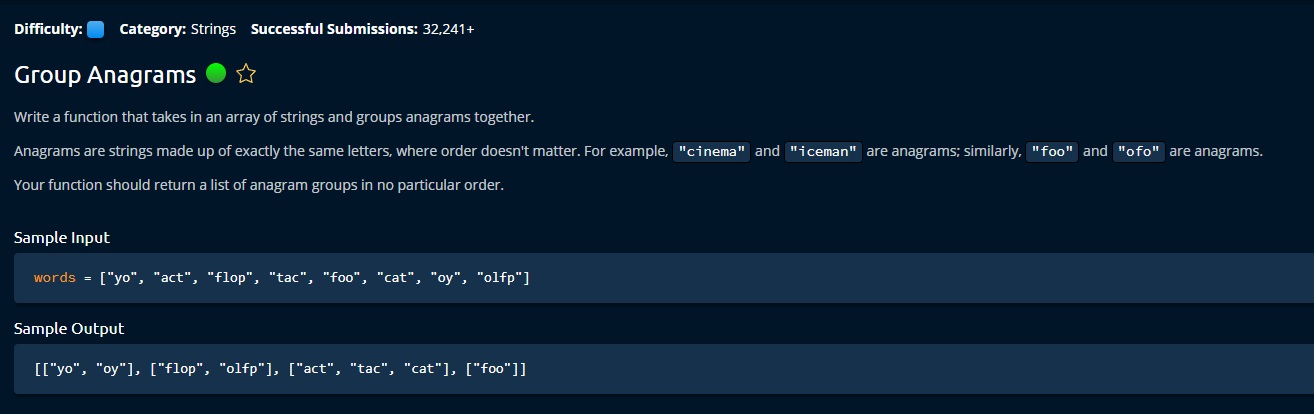 Difficulty: Category: Strings Successful Submissions: 32,241+
Group Anagrams
Write a function that takes in an array of strings and groups anagrams together.
Anagrams are strings made up of exactly the same letters, where order doesn't matter. For example, "cinema" and "iceman" are anagrams; similarly, "foo" and "ofo" are anagrams.
Your function should return a list of anagram groups in no particular order.
Sample Input
words = ["yo", "act", "flop", "tac", "foo", "cat", "oy", "olfp"]
Sample Output
[["yo", "oy"], ["flop", "olfp"], ["act", "tac", "cat"], ["foo"]]